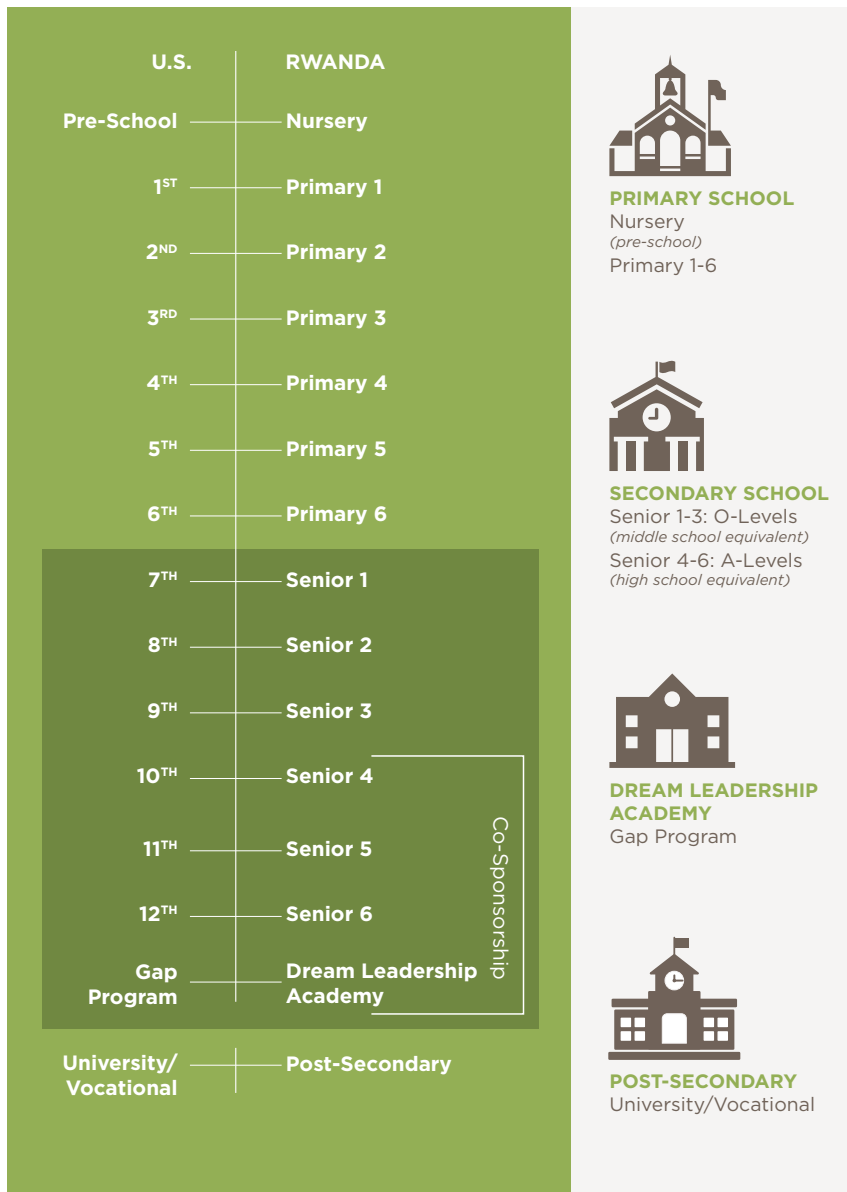 U.S. RWANDA
Pre-School Nursery
1ST Primary 1
2ND Primary 2
3RD Primary 3
4TH Primary 4
5TH Primary 5
6TH Primary 6
7TH Senior 1
8TH Senior 2
9TH Senior 3
10TH Senior 4
11TH Senior 5
12TH Senior 6
Gap
Program
Dream Leadership
Academy
Co-Sponsorship
University/
Vocational
Post-Secondary
PRIMARY SCHOOL
Nursery
(pre-school)
Primary 1-6
SECONDARY SCHOOL
Senior 1-3: O-Levels
(middle school equivalent)
Senior 4-6: A-Levels
(high school equivalent)
DREAM LEADERSHIP
ACADEMY
Gap Program
POST-SECONDARY
University/Vocational